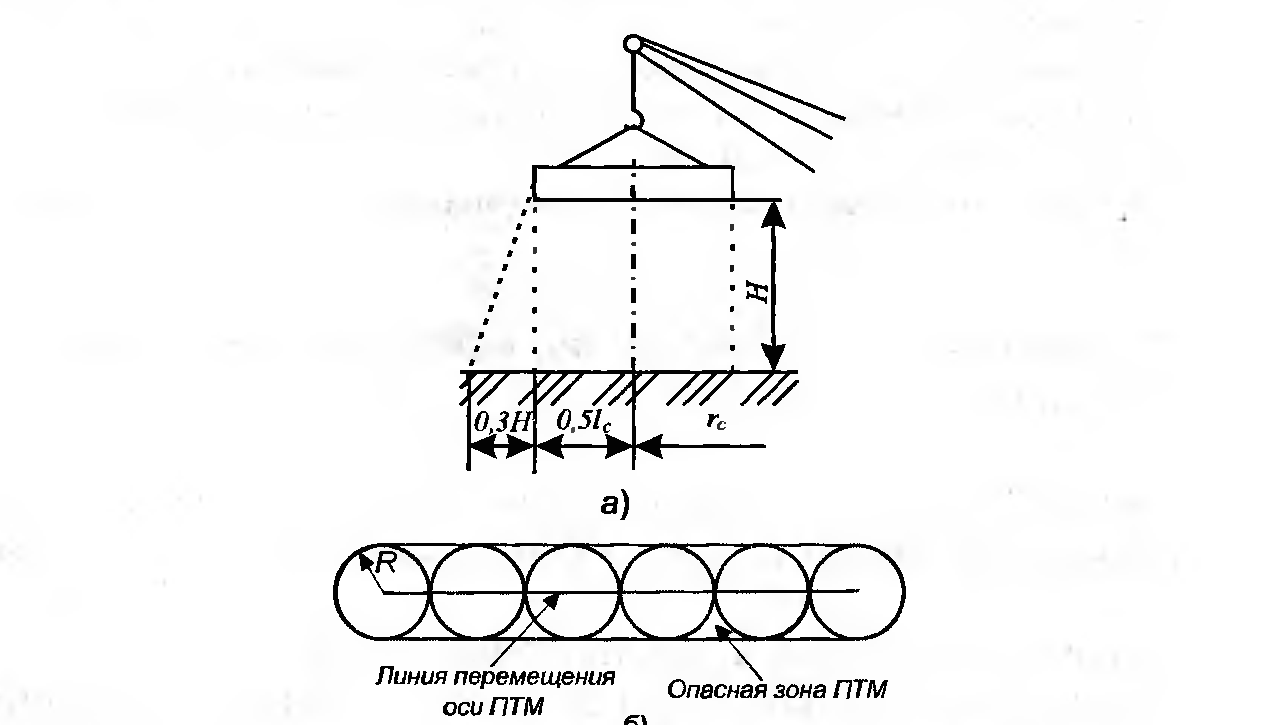 H
0,3H 0,5lc rc
а)
R
Линия перемещения
оси ПТМ
Опасная зона ПТМ
б)